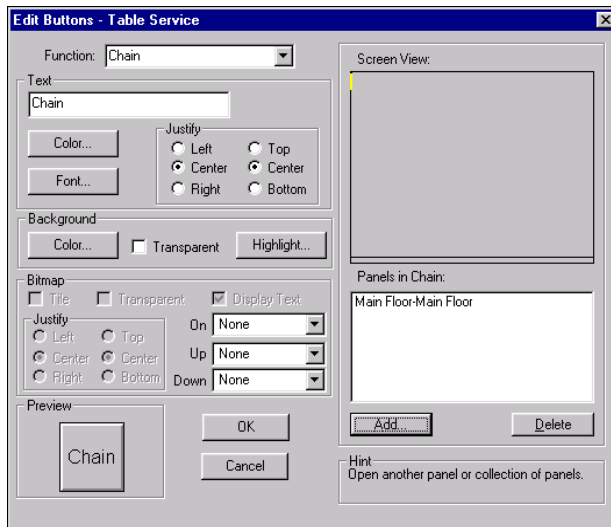 Edit Buttons - Table Service
Function: Chain
Text
Chain
Color...
Font...
Justify
Left Top
Center Center
Right Bottom
Background
Color... Transparent Highlight...
Bitmap
Tile Transparent Display Text
Justify
Left Top
Center Center
Right Bottom
On None
Up None
Down None
Preview
Chain
OK
Cancel
Screen View:
Panels in Chain:
Main Floor-Main Floor
Add... Delete
Hint
Open another panel or collection of panels.